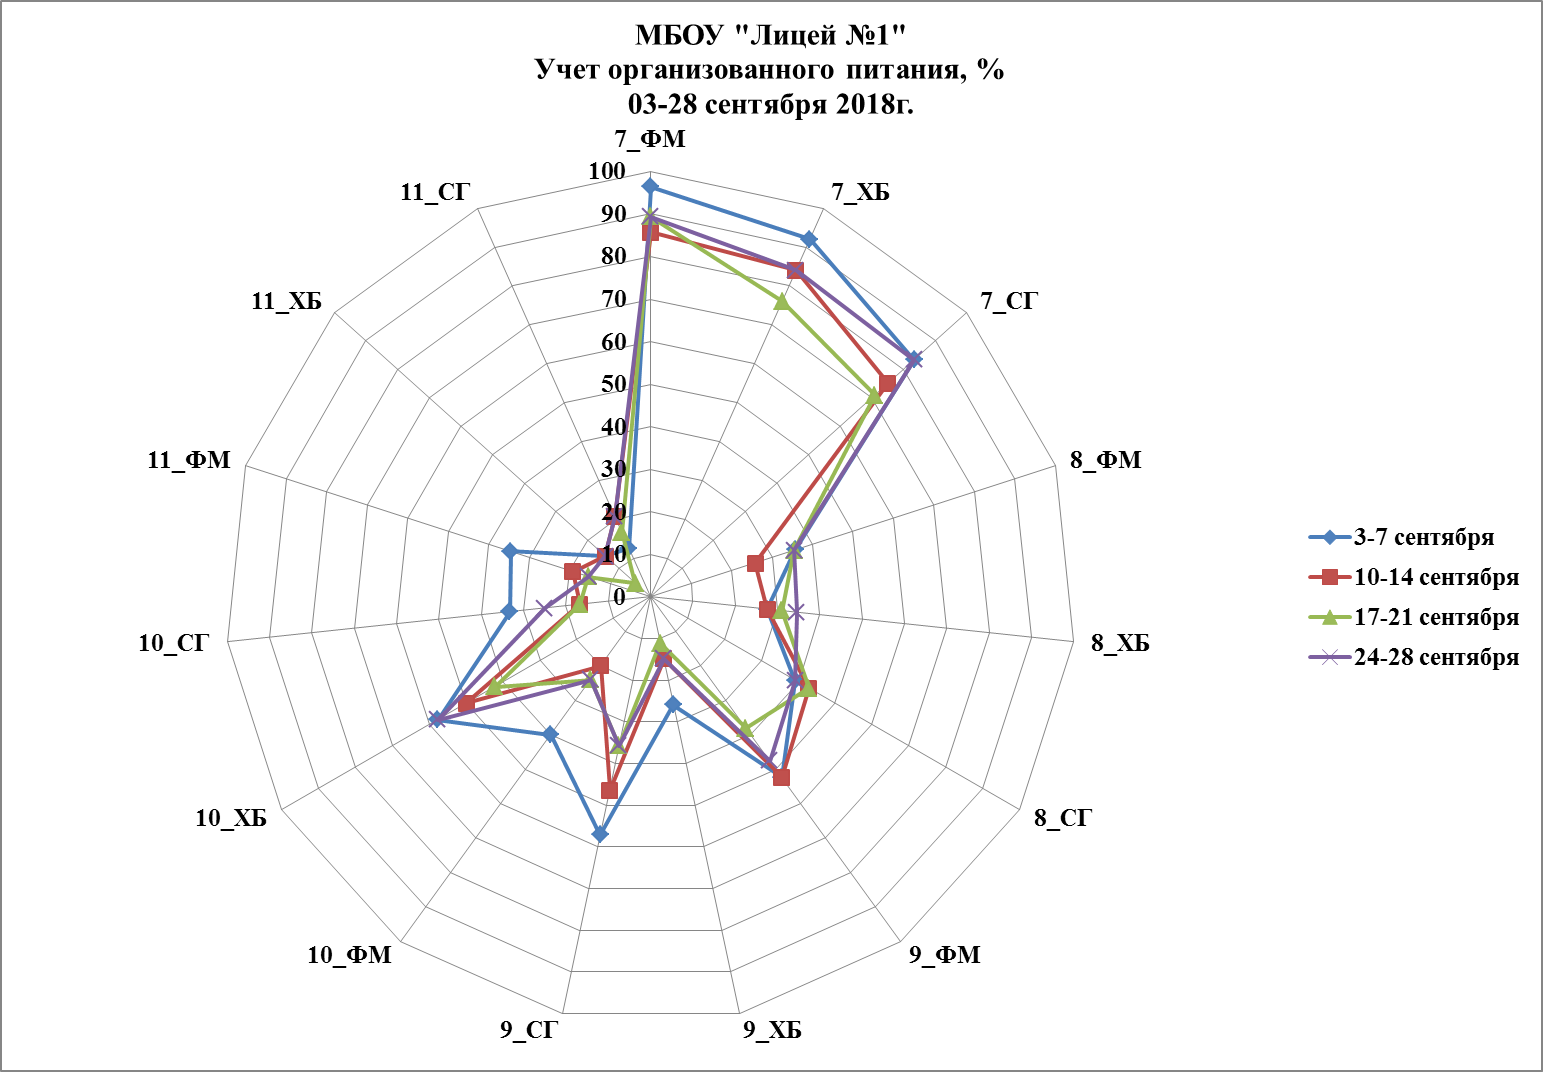 МБОУ "Лицей №1"
Учет организованного питания, %
03-28 сентября 2018г.
7_ФМ
7_ХБ
7_СГ
8_ФМ
8_ХБ
8_СГ
9_ФМ
9_ХБ
9_СГ
10_ФМ
10_ХБ
10_СГ
11_ФМ
11_ХБ
11_СГ
100
90
80
70
60
50
40
30
20
10
0
3-7 сентября
10-14 сентября
17-21 сентября
24-28 сентября